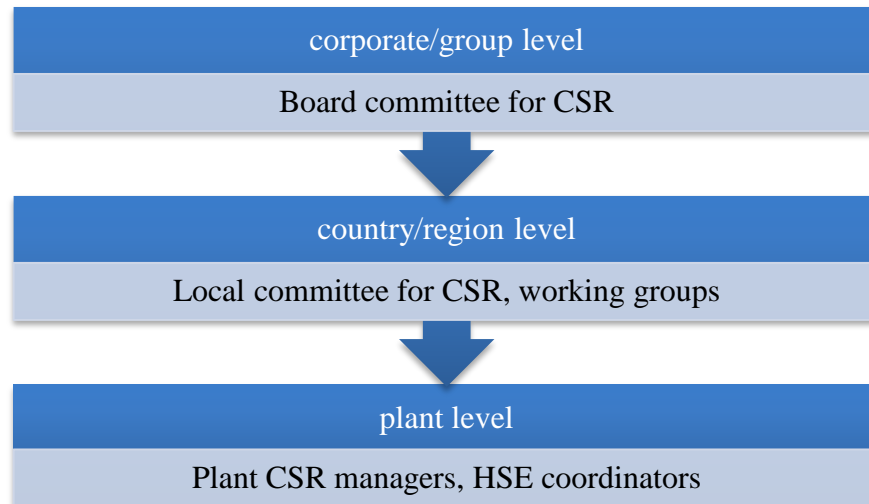 corporate/group level
Board committee for CSR
country/region level
Local committee for CSR, working groups
plant level
Plant CSR managers, HSE coordinators